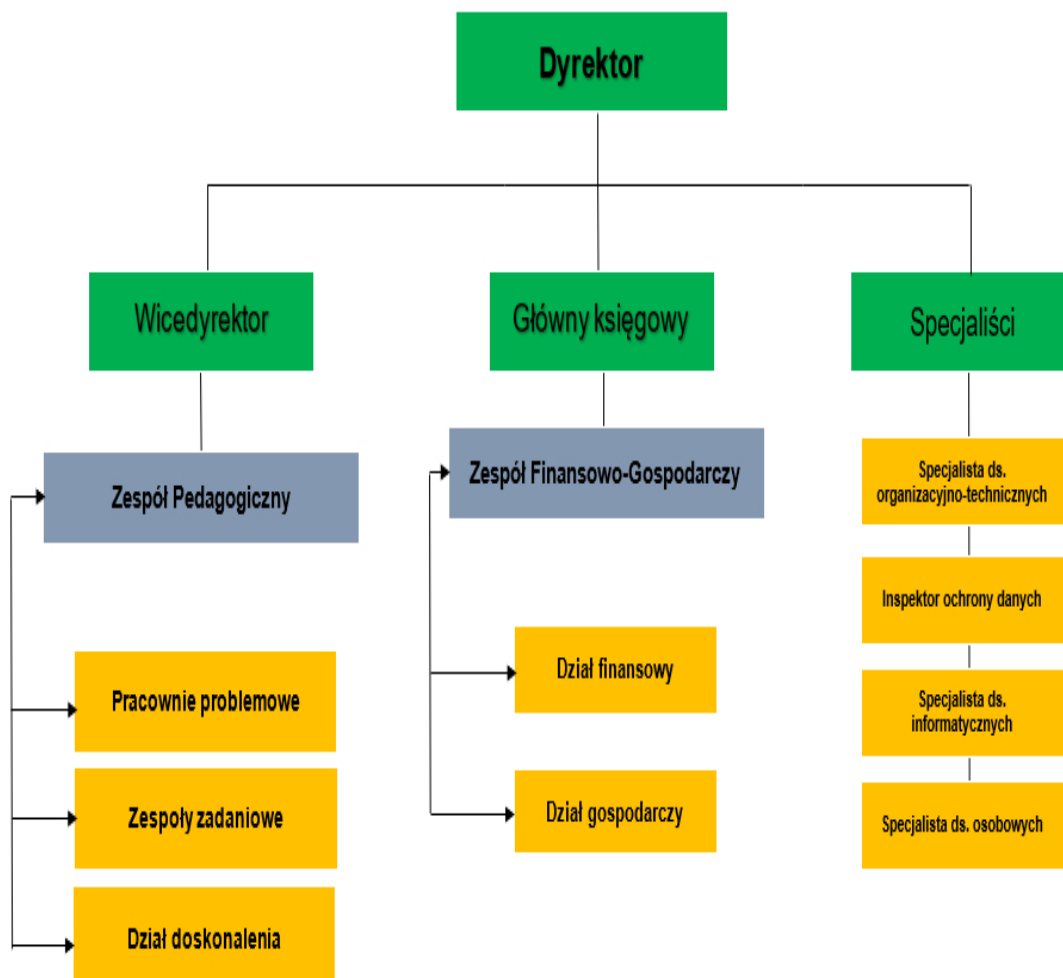 Dyrektor
Wicedyrektor
Główny księgowy
Specjaliści
Zespół Pedagogiczny
Pracownie problemowe
Zespoły zadaniowe
Dział doskonalenia
Zespół Finansowo-Gospodarczy
Dział finansowy
Dział gospodarczy
Specjalista ds.
organizacyjno-technicznych
Inspektor ochrony danych
Specjalista ds.
informatycznych
Specjalista ds. osobowych